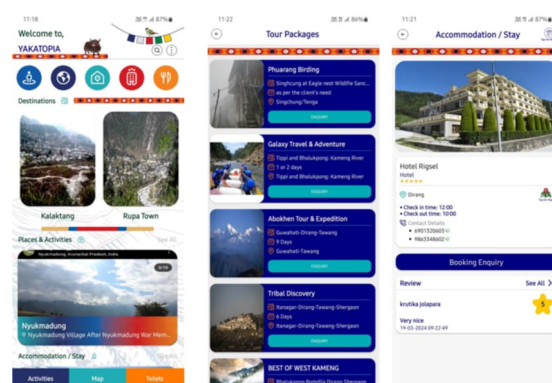 11:18
87%
Welcome to,
YAKATOPIA
Destinations
Kalaktang
Rupa Town
Places & Activities
See All
Nyukmadung, Arunachal Pradesh, India
Nyukmadung
Nyukmadung Village After Nyukmadung War Mem...
Accommodation / Stay
Activities
Map
Toilets
11:22
86%
Tour Packages
Phuarang Birding
Singhcung at Eagle nest Wildlife Sanc...
as per the client's need
Singchung/Tenga
ENQUIRY
Galaxy Travel & Adventure
Tippi and Bhalukpong: Kameng River
1 or 2 days
Tippi and Bhalukpong: Kameng River
ENQUIRY
Abokhen Tour & Expedition
Guwahati-Dirang-Tawang
9 Days
Guwahati-Tawang
ENQUIRY
Tribal Discovery
Itanagar-Dirang-Tawang-Shergaon
6 Days
Itanagar-Dirang-Tawang-Shergaon
ENQUIRY
BEST OF WEST KAMENG
Bhalukpong Bomdila Dirang Shergaon
11:21
87%
Accommodation / Stay
Hotel Rigsel
Hotel
Dirang
• Check in time: 12:00
• Check out time: 10:00
Contact Details
• 6901320603
• 9863348602
Booking Enquiry
Review
See All >
krutika jolapara
5
Very nice
19-03-2024 09:22:49